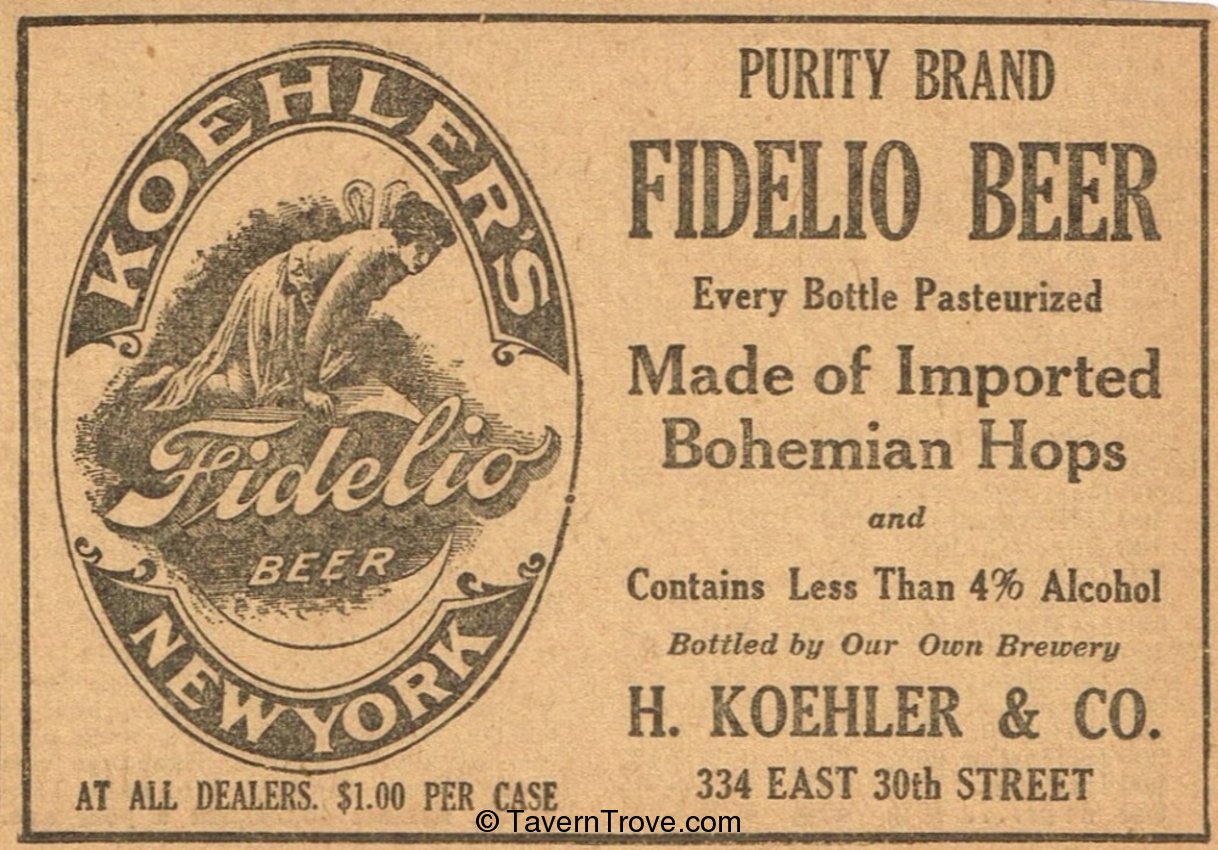 KOEHLER'S
Fidelio
BEER
NEW YORK
AT ALL DEALERS. $1.00 PER CASE
PURITY BRAND
FIDELIO BEER
Every Bottle Pasteurized
Made of Imported
Bohemian Hops
and
Contains Less Than 4% Alcohol
Bottled by Our Own Brewery
H. KOEHLER & CO.
334 EAST 30th STREET
© TavernTrove.com